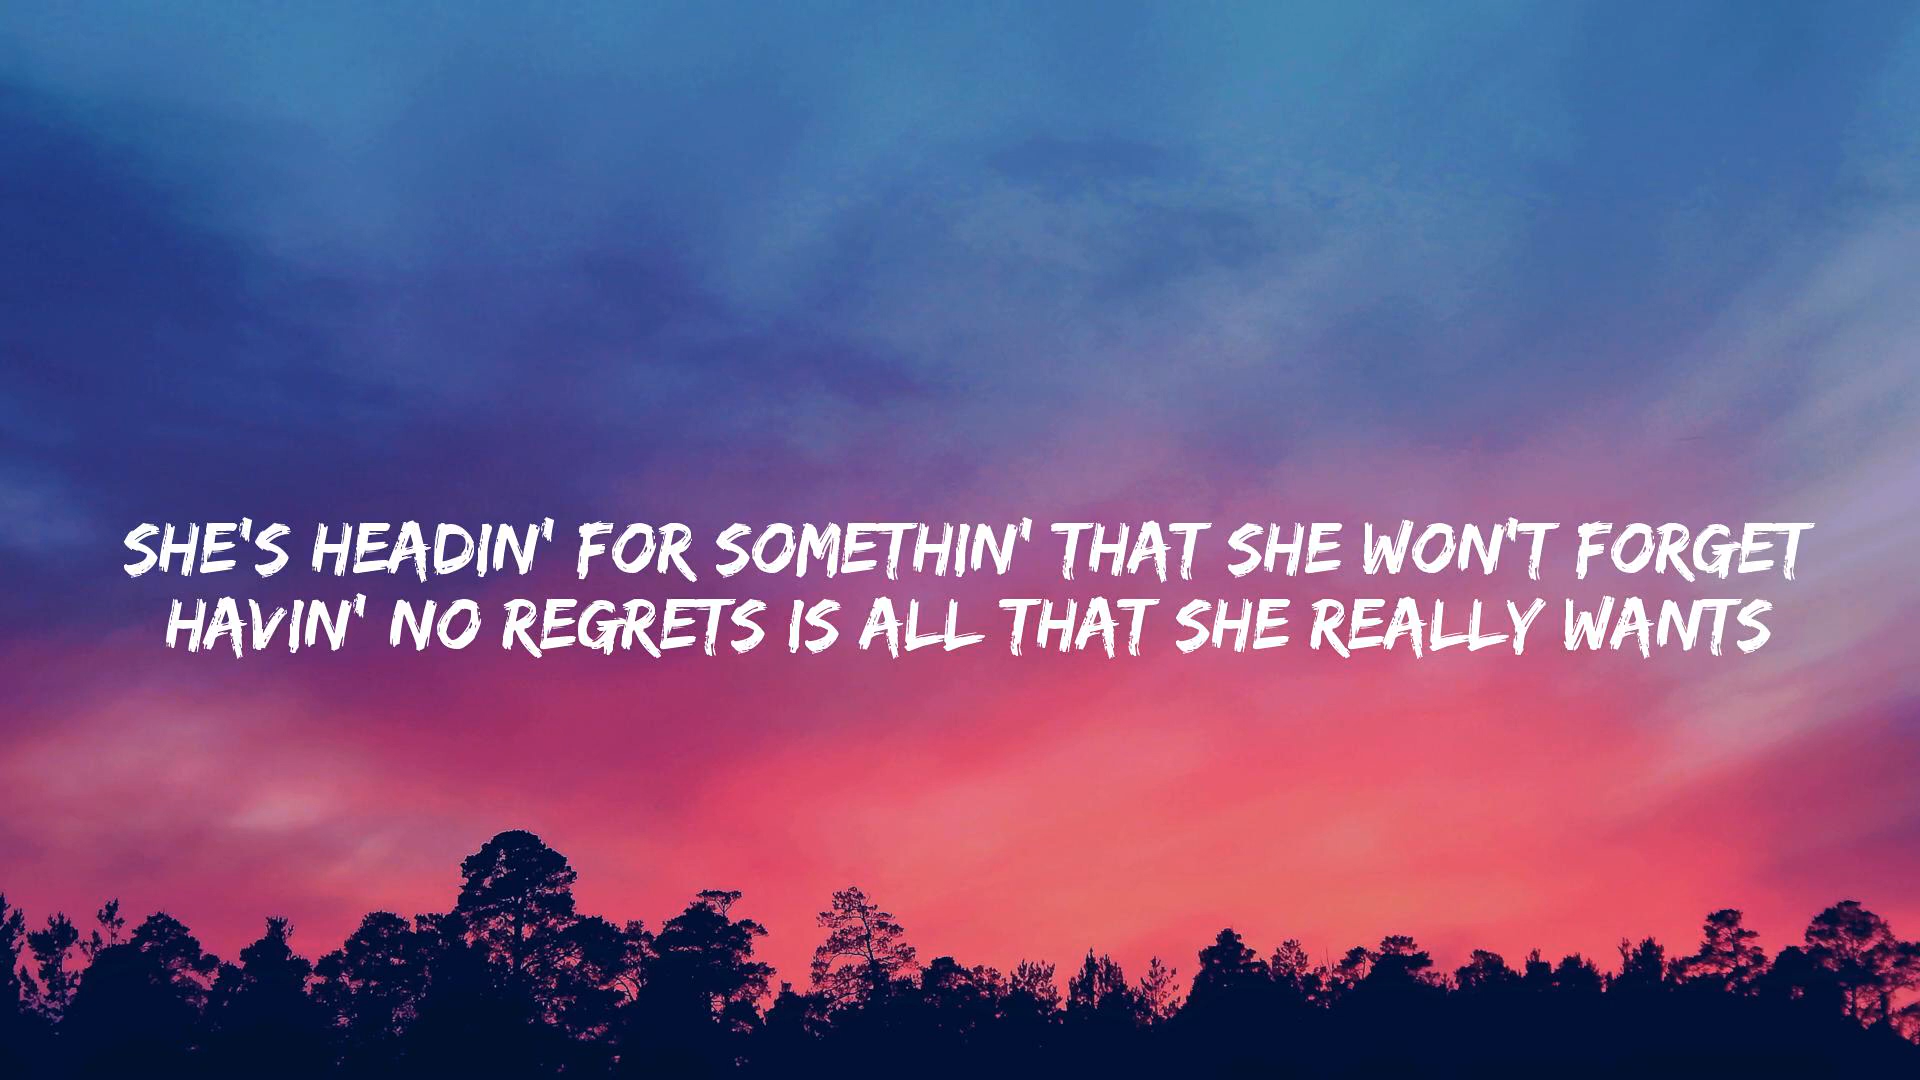 SHE'S HEADIN' FOR SOMETHIN' THAT SHE WON'T FORGET
HAVIN' NO REGRETS IS ALL THAT SHE REALLY WANTS